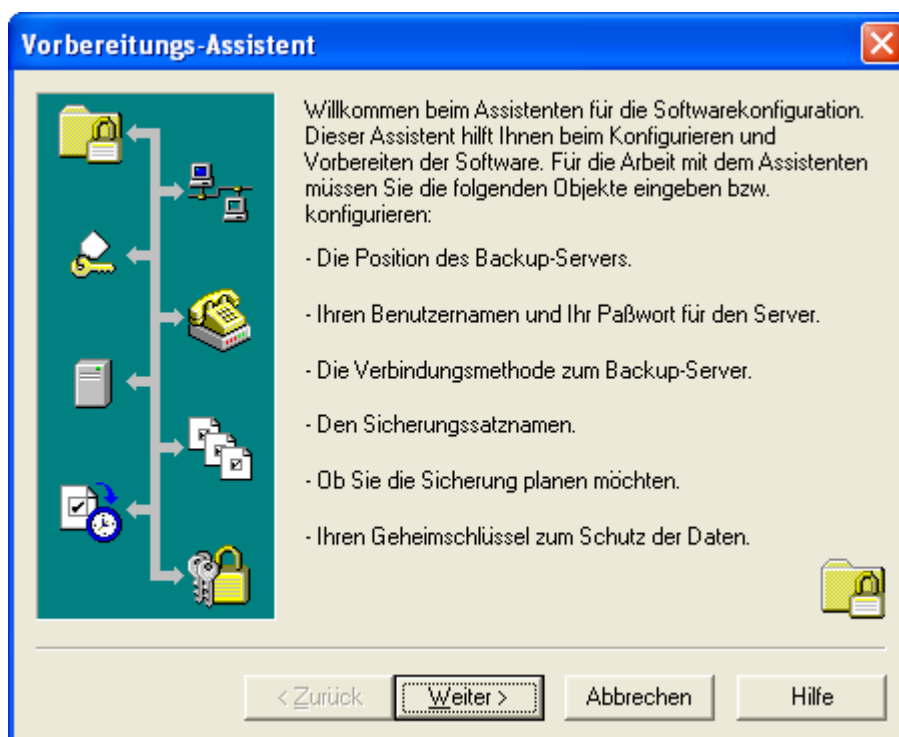 Vorbereitungs-Assistent
Willkommen beim Assistenten für die Softwarekonfiguration.
Dieser Assistent hilft Ihnen beim Konfigurieren und
Vorbereiten der Software. Für die Arbeit mit dem Assistenten
müssen Sie die folgenden Objekte eingeben bzw.
konfigurieren:
- Die Position des Backup-Servers.
- Ihren Benutzernamen und Ihr Paßwort für den Server.
- Die Verbindungsmethode zum Backup-Server.
- Den Sicherungssatznamen.
- Ob Sie die Sicherung planen möchten.
- Ihren Geheimschlüssel zum Schutz der Daten.
< Zurück
Weiter >
Abbrechen
Hilfe